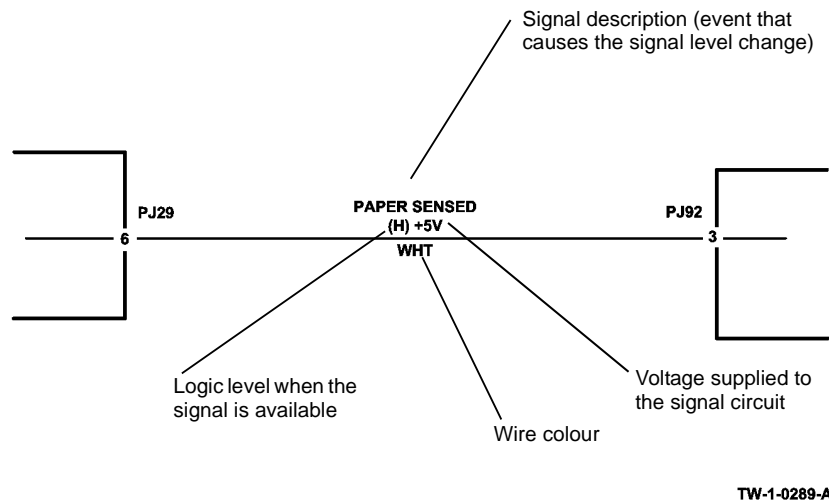 Signal description (event that
causes the signal level change)
PJ29
PAPER SENSED
PJ92
(H) +5V
6
3
WHT
Logic level when the
signal is available
Voltage supplied to
the signal circuit
Wire colour
TW-1-0289-A